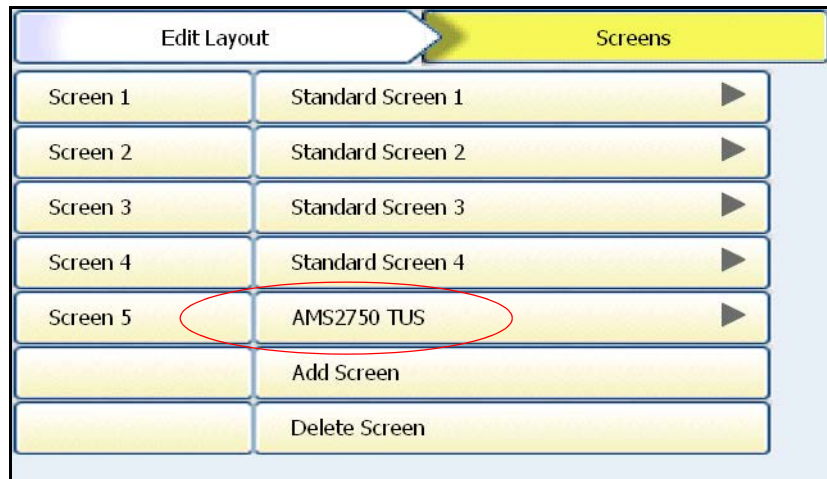 Edit Layout Screens
Screen 1 Standard Screen 1
Screen 2 Standard Screen 2
Screen 3 Standard Screen 3
Screen 4 Standard Screen 4
Screen 5 AMS2750 TUS
Add Screen
Delete Screen